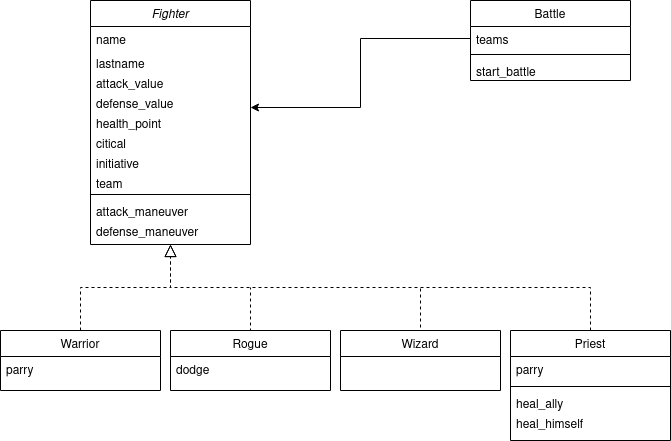 Fighter
name
lastname
attack_value
defense_value
health_point
citical
initiative
team
attack_maneuver
defense_maneuver
Battle
teams
start_battle
Warrior
parry
Rogue
dodge
Wizard
Priest
parry
heal_ally
heal_himself